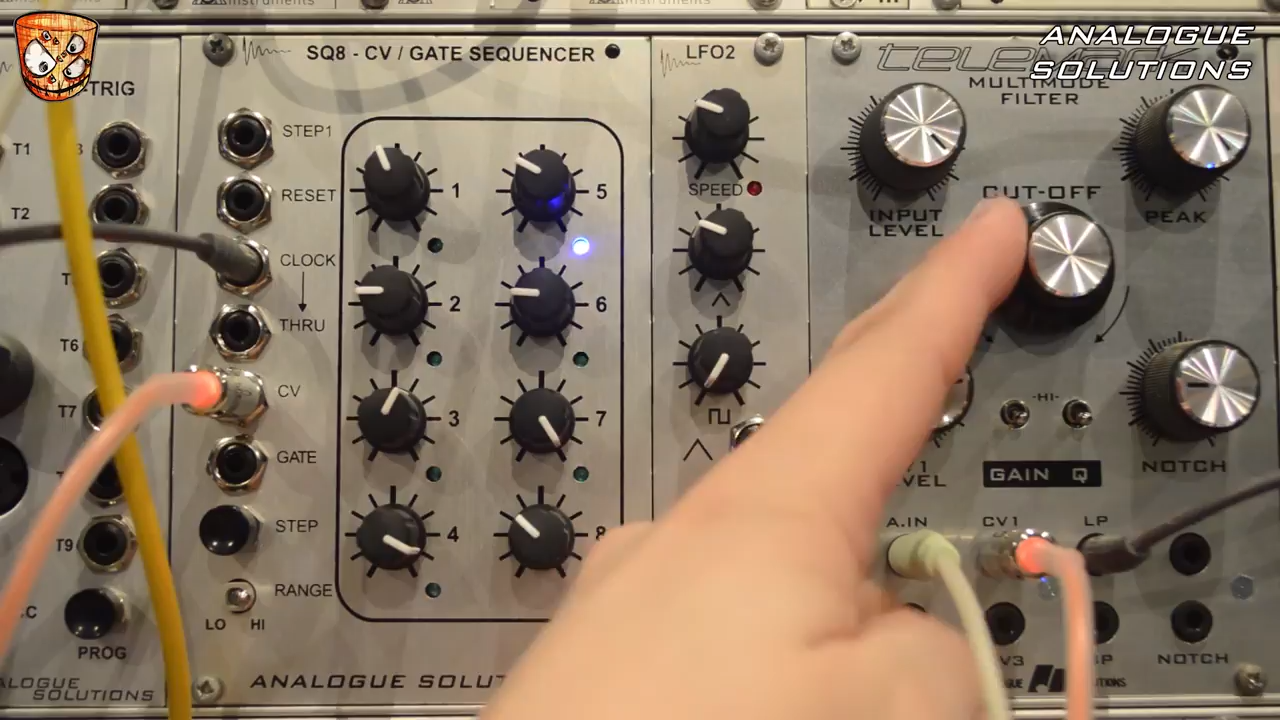 ANALOGUE
SOLUTIONS
-TRIG
T1
T2
T6
T7
T9
PROG
ANALOGUE
SOLUTIONS
SQ8 - CV / GATE SEQUENCER
STEP1
RESET
CLOCK
THRU
CV
GATE
STEP
RANGE
LO HI
1
2
3
4
5
6
7
8
LFO2
SPEED
MULTIMODE
FILTER
INPUT
LEVEL
CUT-OFF
PEAK
-HI-
NOTCH
GAIN Q
A.IN CV1 LP
NOTCH